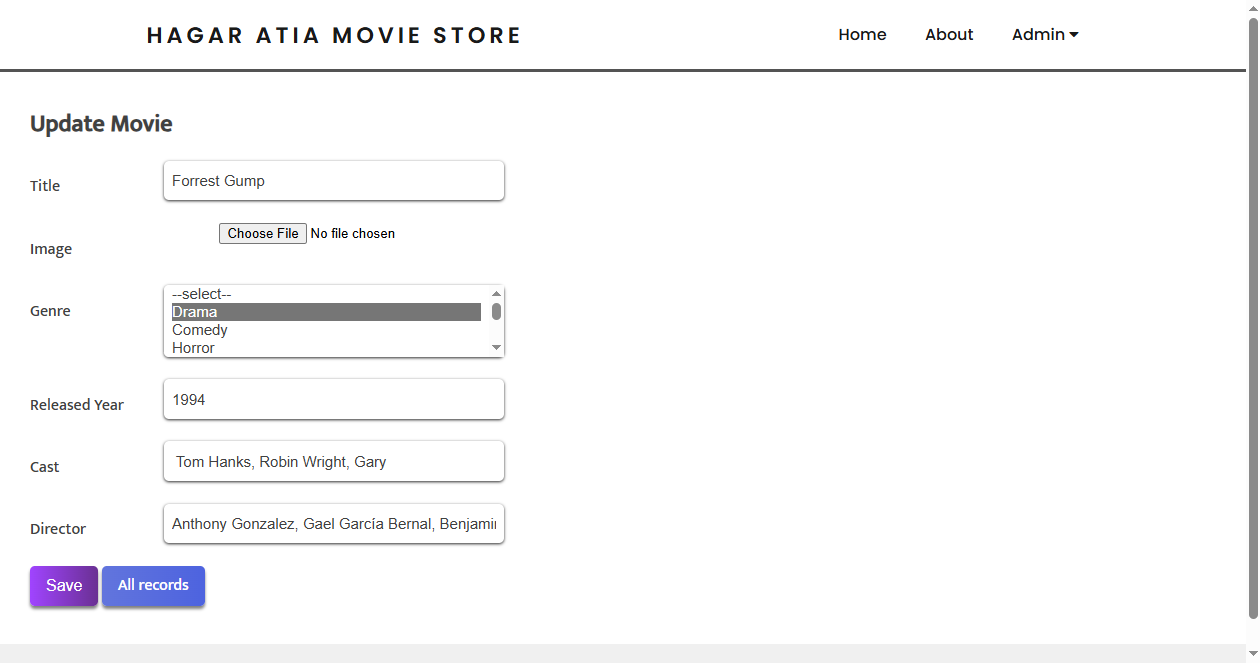 HAGAR ATIA MOVIE STORE
Home About Admin
Update Movie
Title Forrest Gump
Image Choose File No file chosen
Genre --select--
Drama
Comedy
Horror
Released Year 1994
Cast Tom Hanks, Robin Wright, Gary
Director Anthony Gonzalez, Gael García Bernal, Benjamin
Save All records